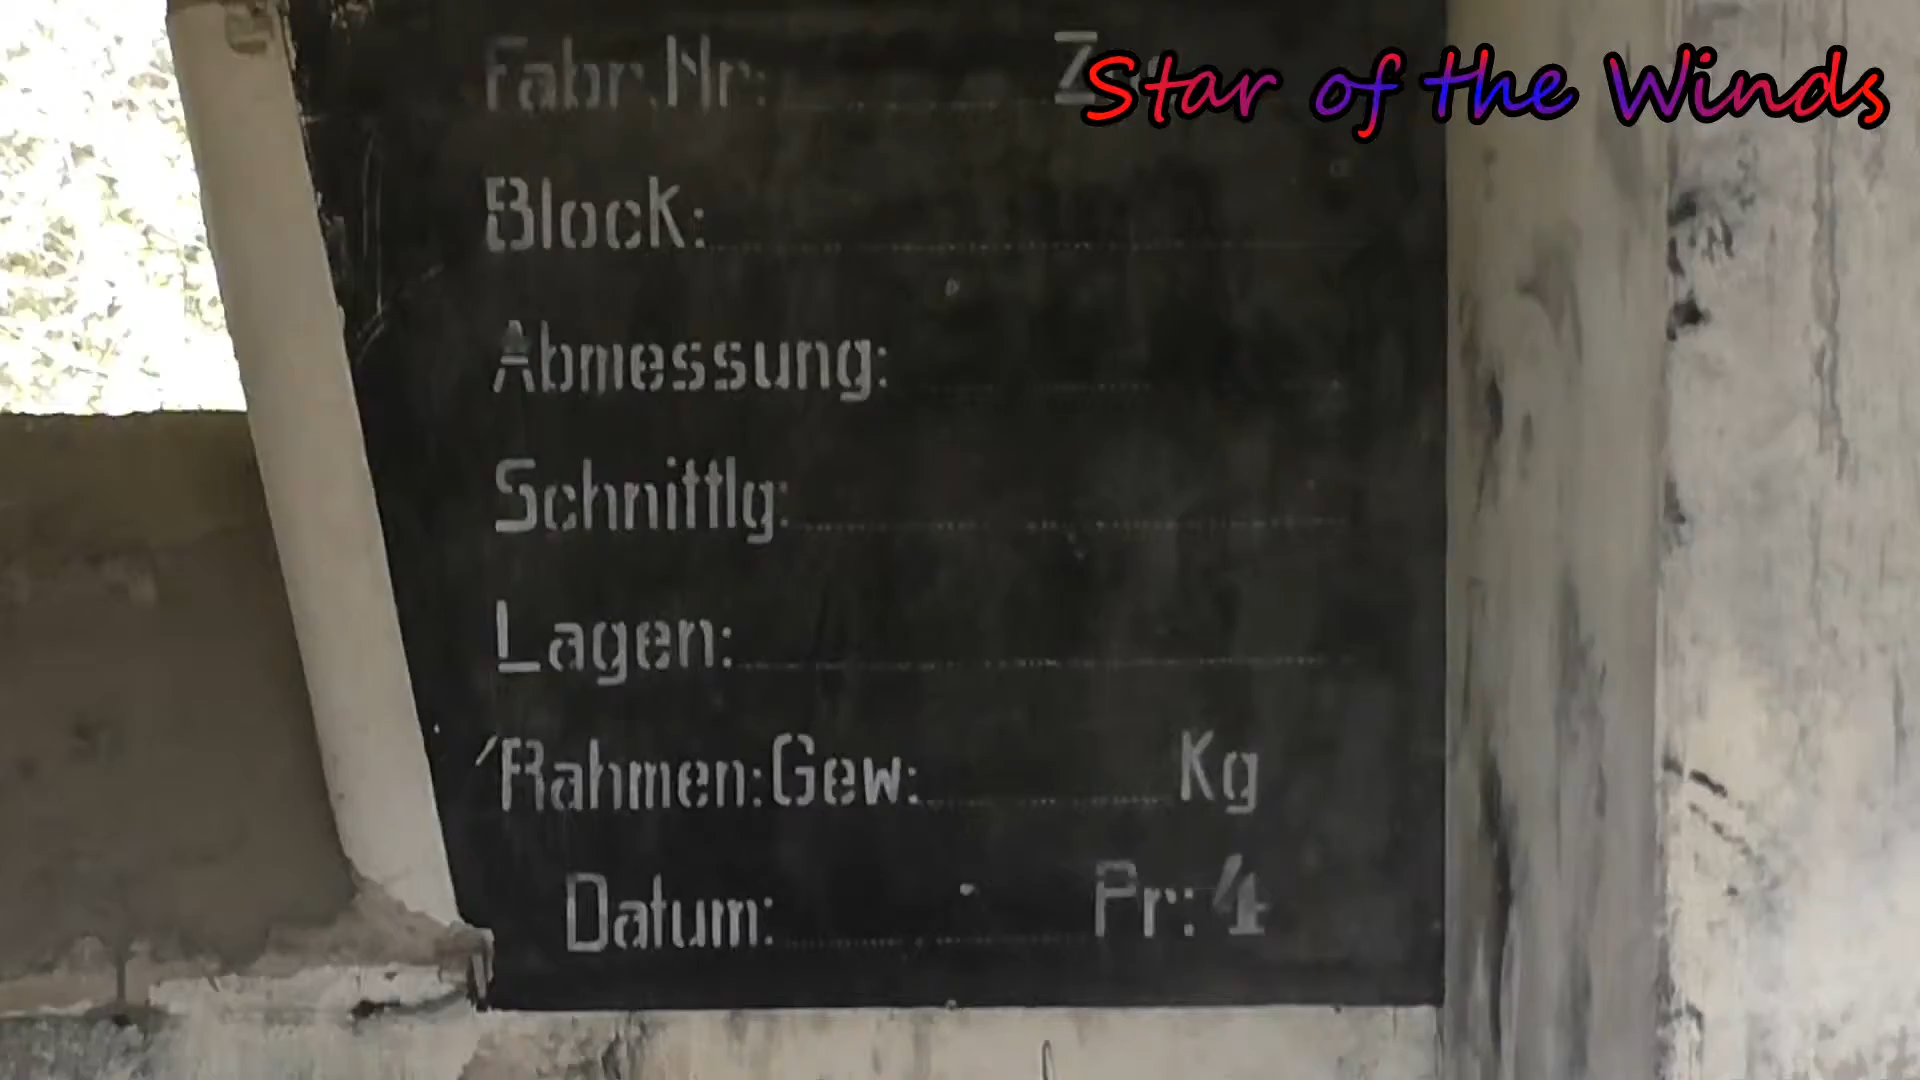 Fabr.Nr:
Star of the Winds
Block:
Abmessung:
Schnittlg:
Lagen:
Rahmen:Gew: Kg
Datum: Pr: 4